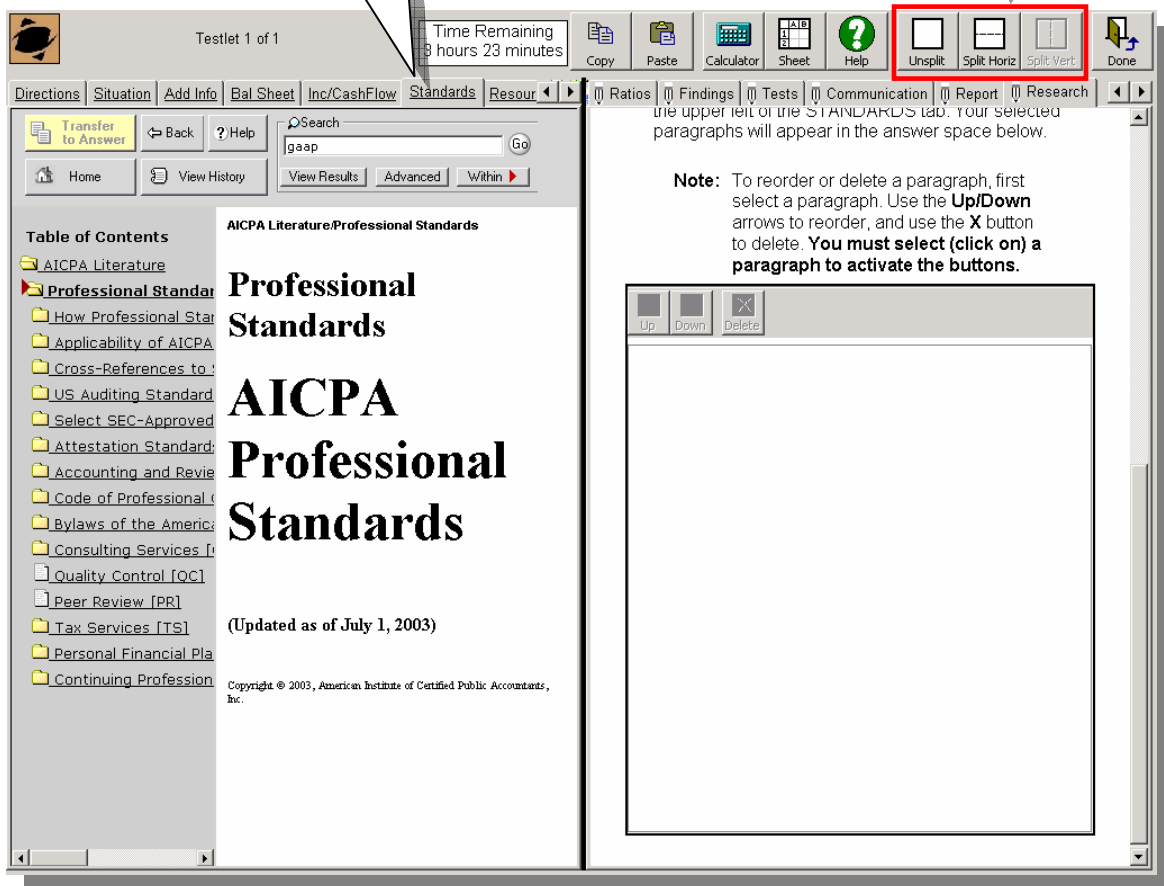 Testlet 1 of 1
Time Remaining
3 hours 23 minutes
Copy
Paste
Calculator
Sheet
Help
Unsplit
Split Horiz
Split Vert
Done
Directions
Situation
Add Info
Bal Sheet
Inc/CashFlow
Standards
Resour
Ratios
Findings
Tests
Communication
Report
Research
Transfer
to Answer
Back
? Help
Search
gaap
Go
Home
View History
View Results
Advanced
Within
Table of Contents
AICPA Literature
Professional Standar
How Professional Star
Applicability of AICPA
Cross-References to
US Auditing Standard
Select SEC-Approved
Attestation Standard
Accounting and Revie
Code of Professional
Bylaws of the America
Consulting Services [
Quality Control [QC]
Peer Review [PR]
Tax Services [TS]
Personal Financial Pla
Continuing Profession
AICPA Literature/Professional Standards
Professional
Standards
AICPA
Professional
Standards
(Updated as of July 1, 2003)
Copyright © 2003, American Institute of Certified Public Accountants,
Inc.
the upper left of the STANDARDS tab. Your selected
paragraphs will appear in the answer space below.
Note: To reorder or delete a paragraph, first
select a paragraph. Use the Up/Down
arrows to reorder, and use the X button
to delete. You must select (click on) a
paragraph to activate the buttons.
Up
Down
Delete